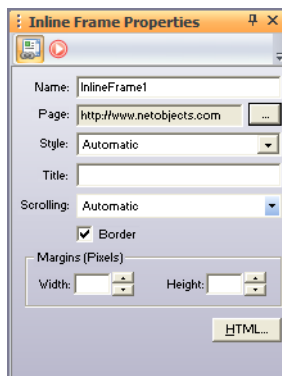 Inline Frame Properties
Name: InlineFrame1
Page: http://www.netobjects.com ...
Style: Automatic
Title:
Scrolling: Automatic
Border
Margins (Pixels)
Width: Height:
HTML...